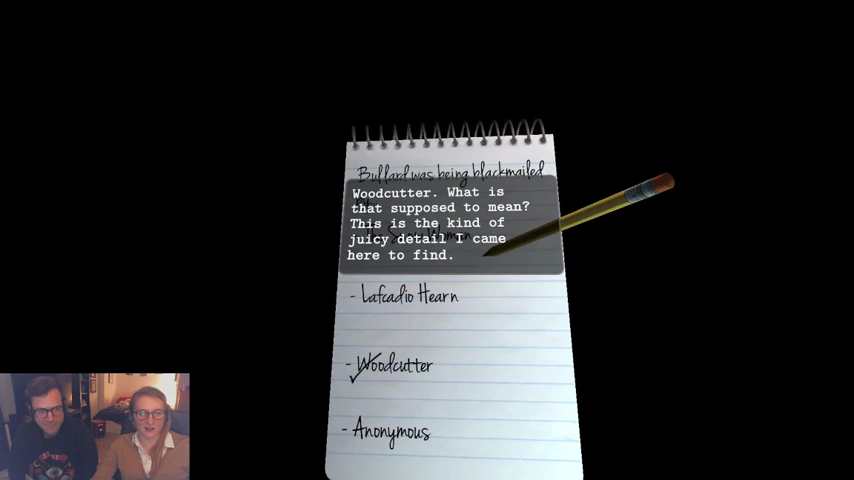 Bullard was being blackmailed
Woodcutter. What is
that supposed to mean?
This is the kind of
juicy detail I came
here to find.
- Lafcadio Hearn
- Woodcutter
- Anonymous